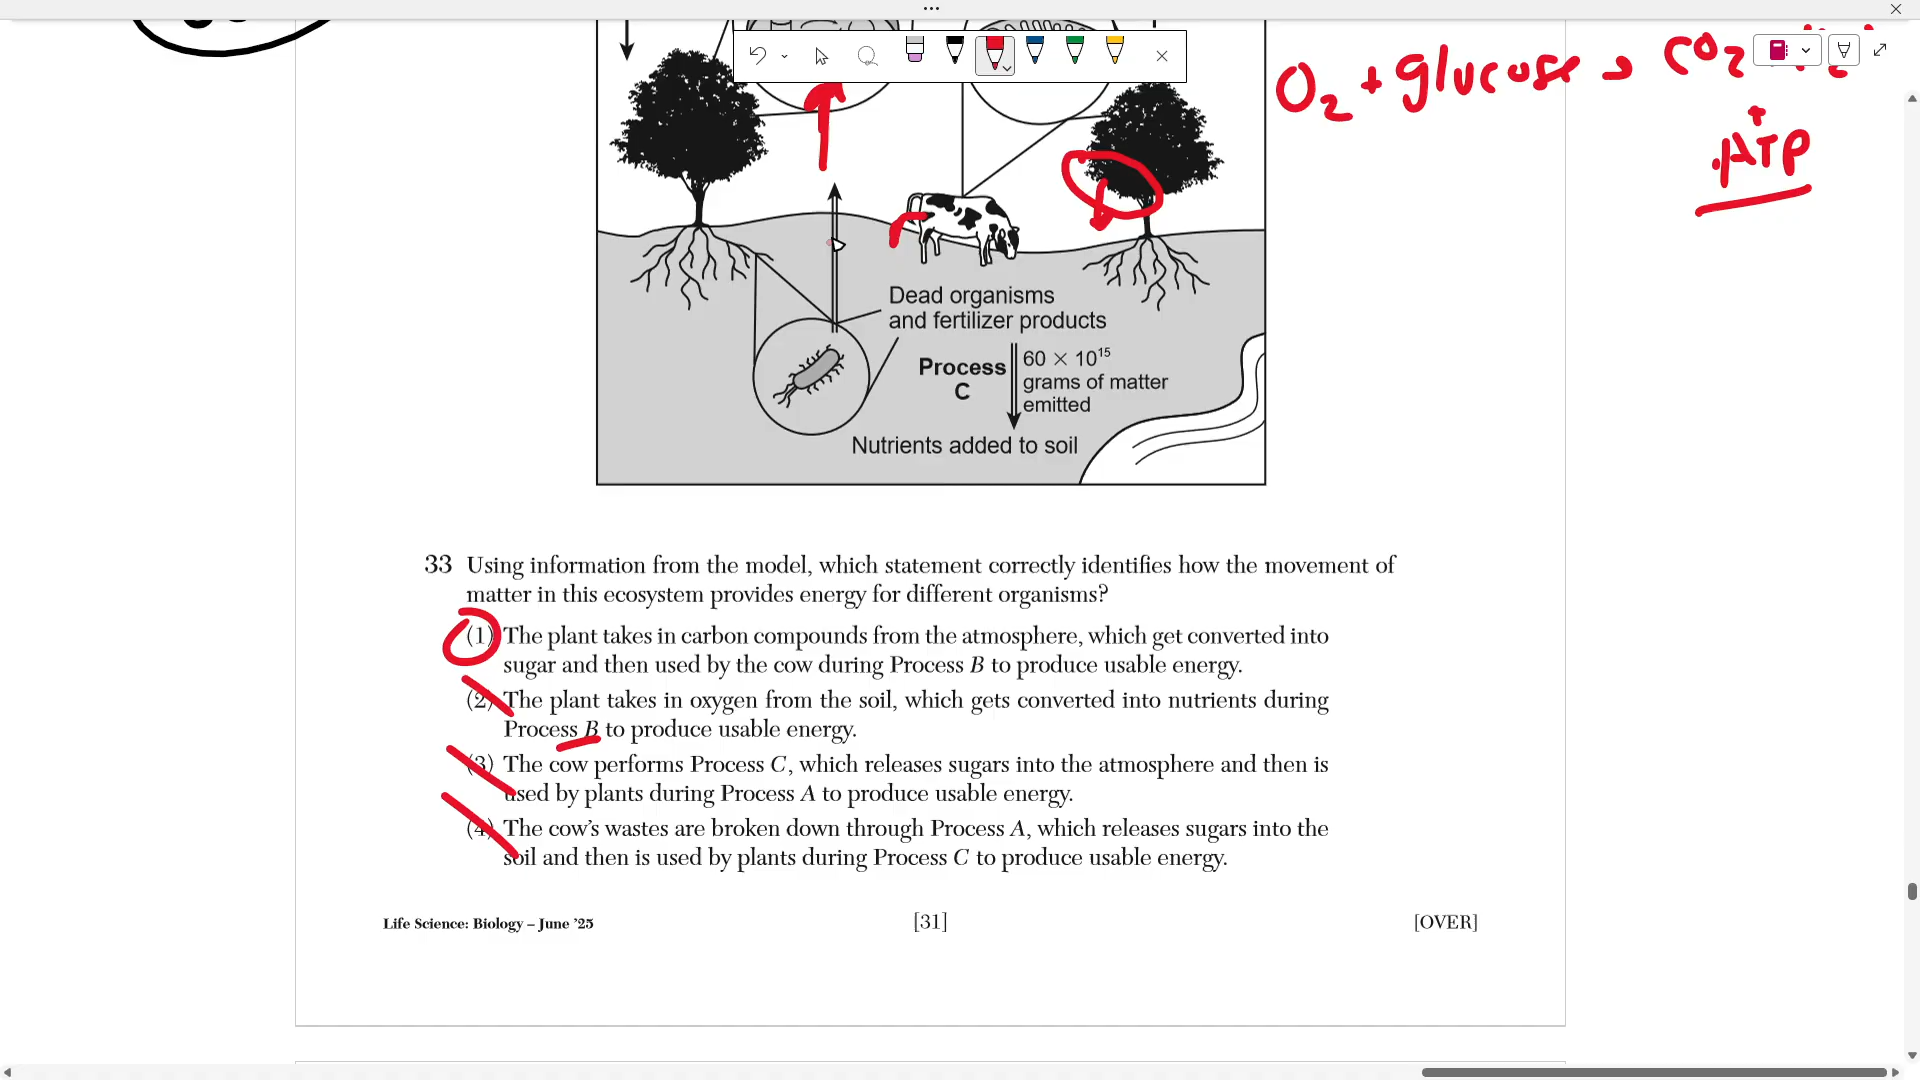 O2 + glucose → CO2
+
ATP
Dead organisms
and fertilizer products
Process
C
60 × 10¹⁵
grams of matter
emitted
Nutrients added to soil
33 Using information from the model, which statement correctly identifies how the movement of
matter in this ecosystem provides energy for different organisms?
(1) The plant takes in carbon compounds from the atmosphere, which get converted into
sugar and then used by the cow during Process B to produce usable energy.
(2) The plant takes in oxygen from the soil, which gets converted into nutrients during
Process B to produce usable energy.
(3) The cow performs Process C, which releases sugars into the atmosphere and then is
used by plants during Process A to produce usable energy.
(4) The cow's wastes are broken down through Process A, which releases sugars into the
soil and then is used by plants during Process C to produce usable energy.
Life Science: Biology – June '25
[31]
[OVER]